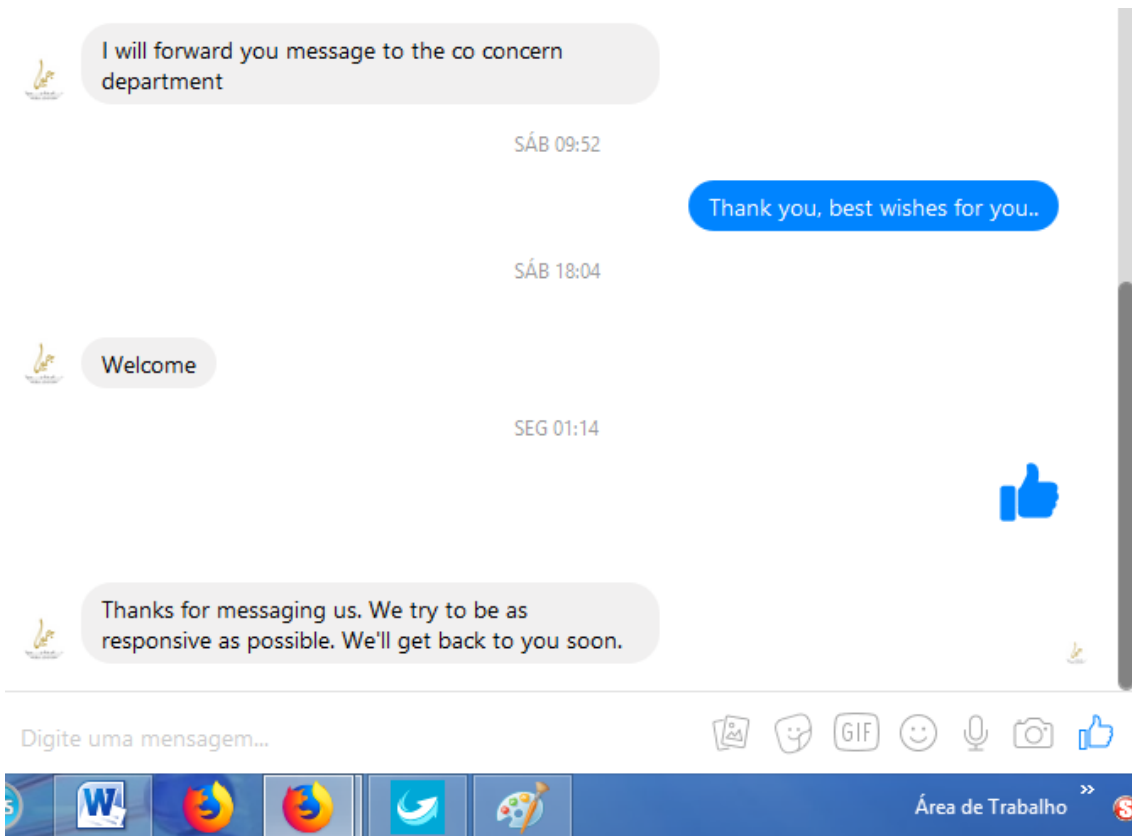 I will forward you message to the co concern
department
SÁB 09:52
Thank you, best wishes for you..
SÁB 18:04
Welcome
SEG 01:14
Thanks for messaging us. We try to be as
responsive as possible. We'll get back to you soon.
Digite uma mensagem...
GIF
W
Área de Trabalho
»
S